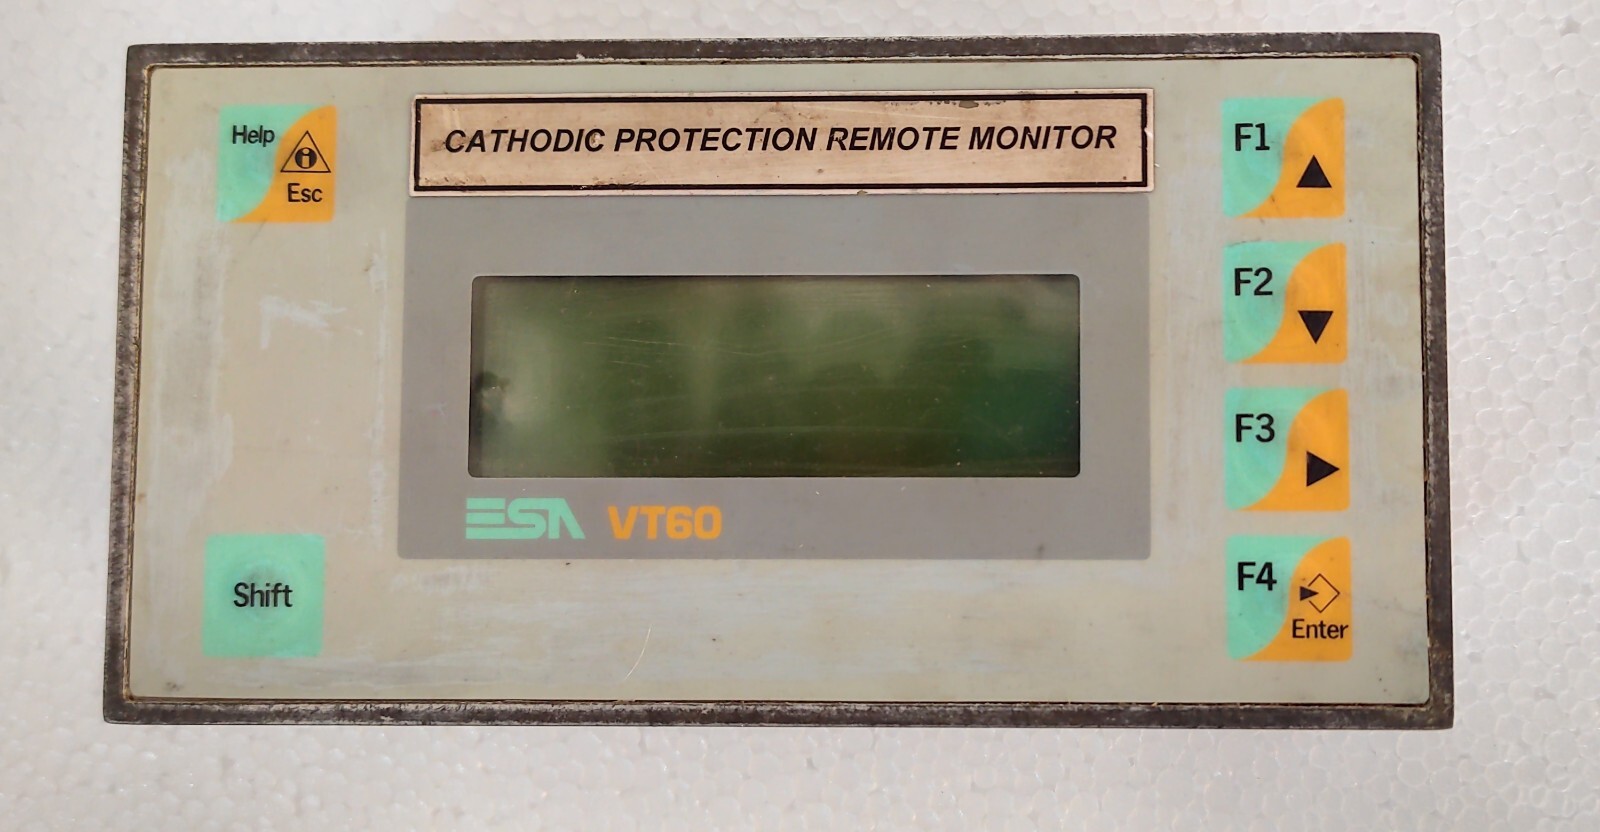 CATHODIC PROTECTION REMOTE MONITOR
Help
Esc
F1
F2
F3
F4
Enter
ESA VT60
Shift